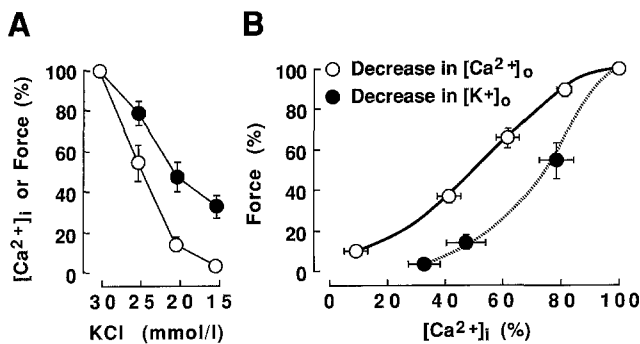 A
[Ca²⁺]i or Force (%)
100
80
60
40
20
0
30 25 20 15
KCl (mmol/l)
B
Force (%)
100
80
60
40
20
0
Decrease in [Ca²⁺]o
Decrease in [K⁺]o
0 20 40 60 80 100
[Ca²⁺]i (%)